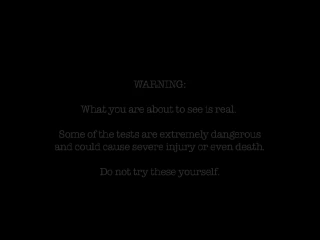 WARNING:
What you are about to see is real.
Some of the tests are extremely dangerous
and could cause severe injury or even death.
Do not try these yourself.